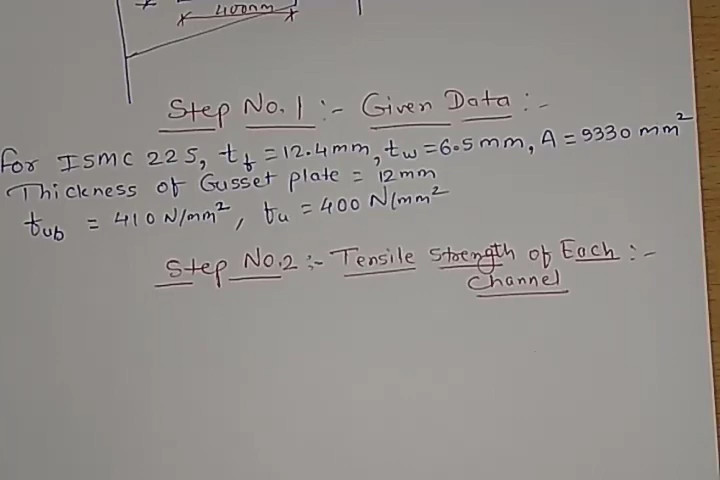 400mm
Step No. 1 :- Given Data :-
For ISMC 225, tf = 12.4mm, tw = 6.5mm, A = 9330 mm²
Thickness of Gusset plate = 12mm
fub = 410 N/mm², fu = 400 N/mm²
Step No. 2 :- Tensile Strength of Each :-
Channel